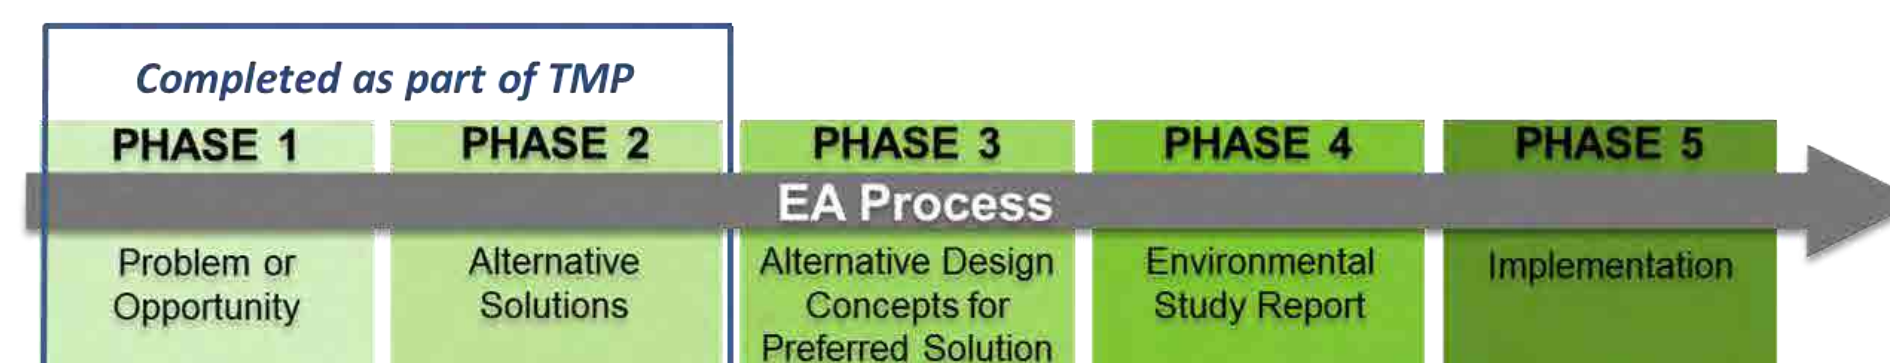 Completed as part of TMP
PHASE 1
PHASE 2
PHASE 3
PHASE 4
PHASE 5
EA Process
Problem or
Opportunity
Alternative
Solutions
Alternative Design
Concepts for
Preferred Solution
Environmental
Study Report
Implementation